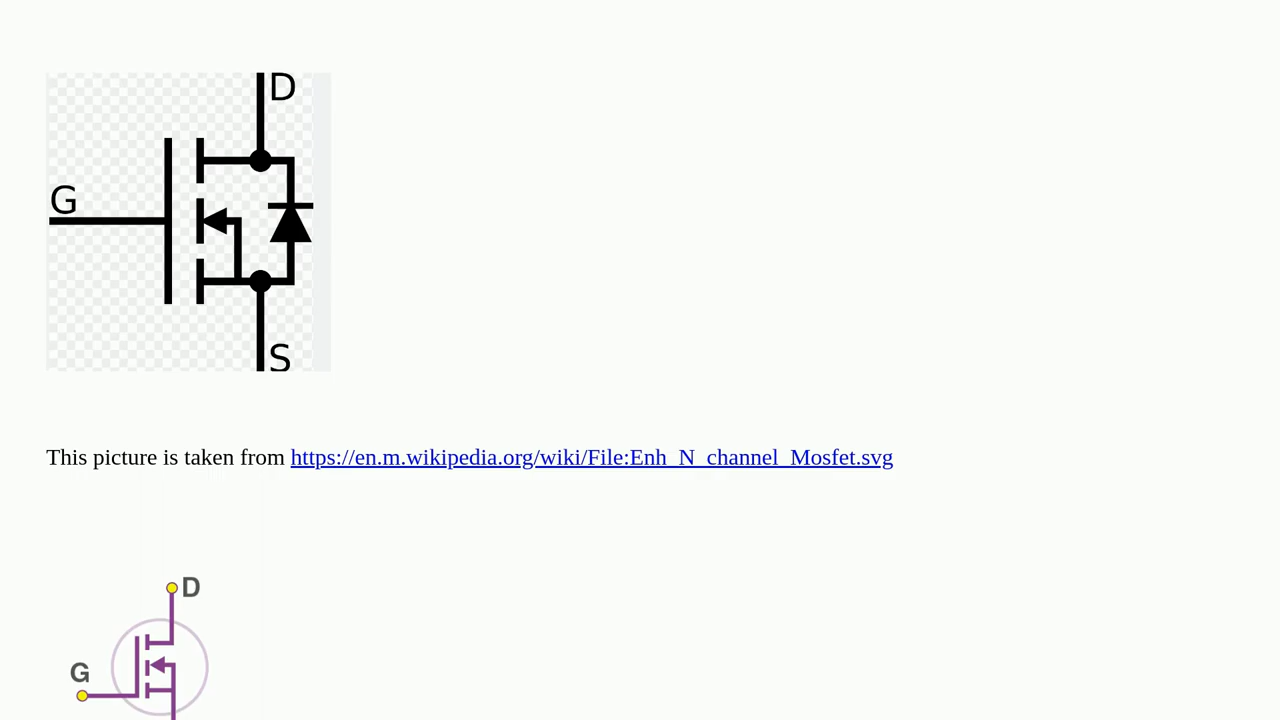 D
G
S
This picture is taken from https://en.m.wikipedia.org/wiki/File:Enh_N_channel_Mosfet.svg
D
G